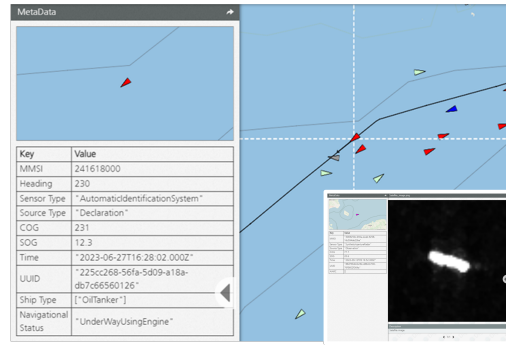 MetaData
Key Value
MMSI 241618000
Heading 230
Sensor Type "AutomaticIdentificationSystem"
Source Type "Declaration"
COG 231
SOG 12.3
Time "2023-06-27T16:28:02.000Z"
UUID "225cc268-56fa-5d09-a18a-
db7c66560126"
Ship Type ["OilTanker"]
Navigational
Status "UnderWayUsingEngine"